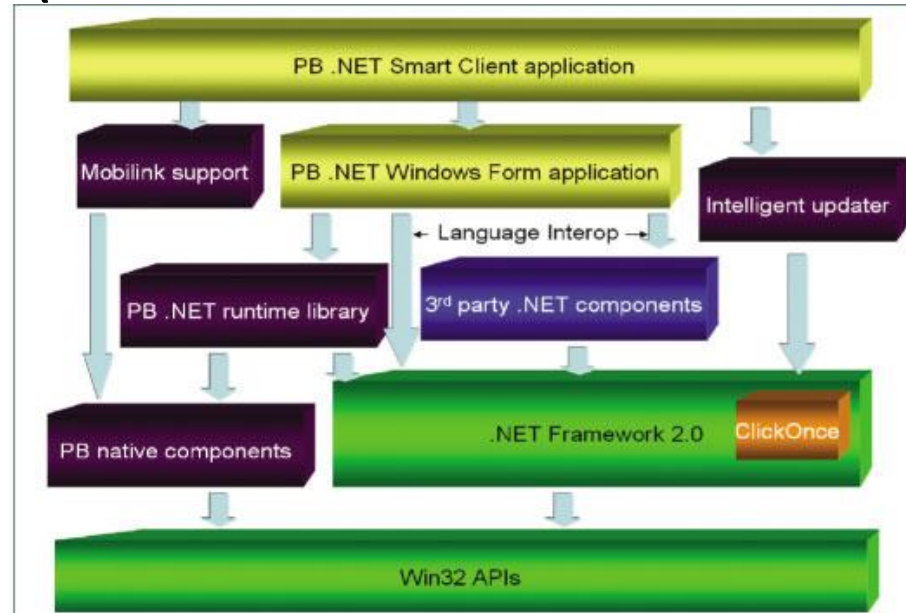 PB .NET Smart Client application
Mobilink support
PB .NET Windows Form application
Intelligent updater
Language Interop
PB .NET runtime library
3rd party .NET components
PB native components
.NET Framework 2.0
ClickOnce
Win32 APIs